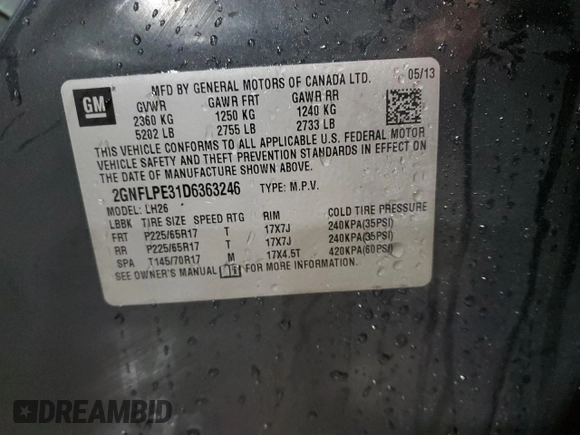 MFD BY GENERAL MOTORS OF CANADA LTD. 05/13
GM
GVWR GAWR FRT GAWR RR
2360 KG 1250 KG 1240 KG
5202 LB 2755 LB 2733 LB
THIS VEHICLE CONFORMS TO ALL APPLICABLE U.S. FEDERAL MOTOR
VEHICLE SAFETY AND THEFT PREVENTION STANDARDS IN EFFECT ON
THE DATE OF MANUFACTURE SHOWN ABOVE.
2GNFLPE31D6363246 TYPE: M.P.V.
MODEL: LH26
LBBK TIRE SIZE SPEED RTG RIM COLD TIRE PRESSURE
FRT P225/65R17 T 17X7J 240KPA(35PSI)
RR P225/65R17 T 17X7J 240KPA(35PSI)
SPA T145/70R17 M 17X4.5T 420KPA(60PSI)
SEE OWNER'S MANUAL FOR MORE INFORMATION.
DREAMBID